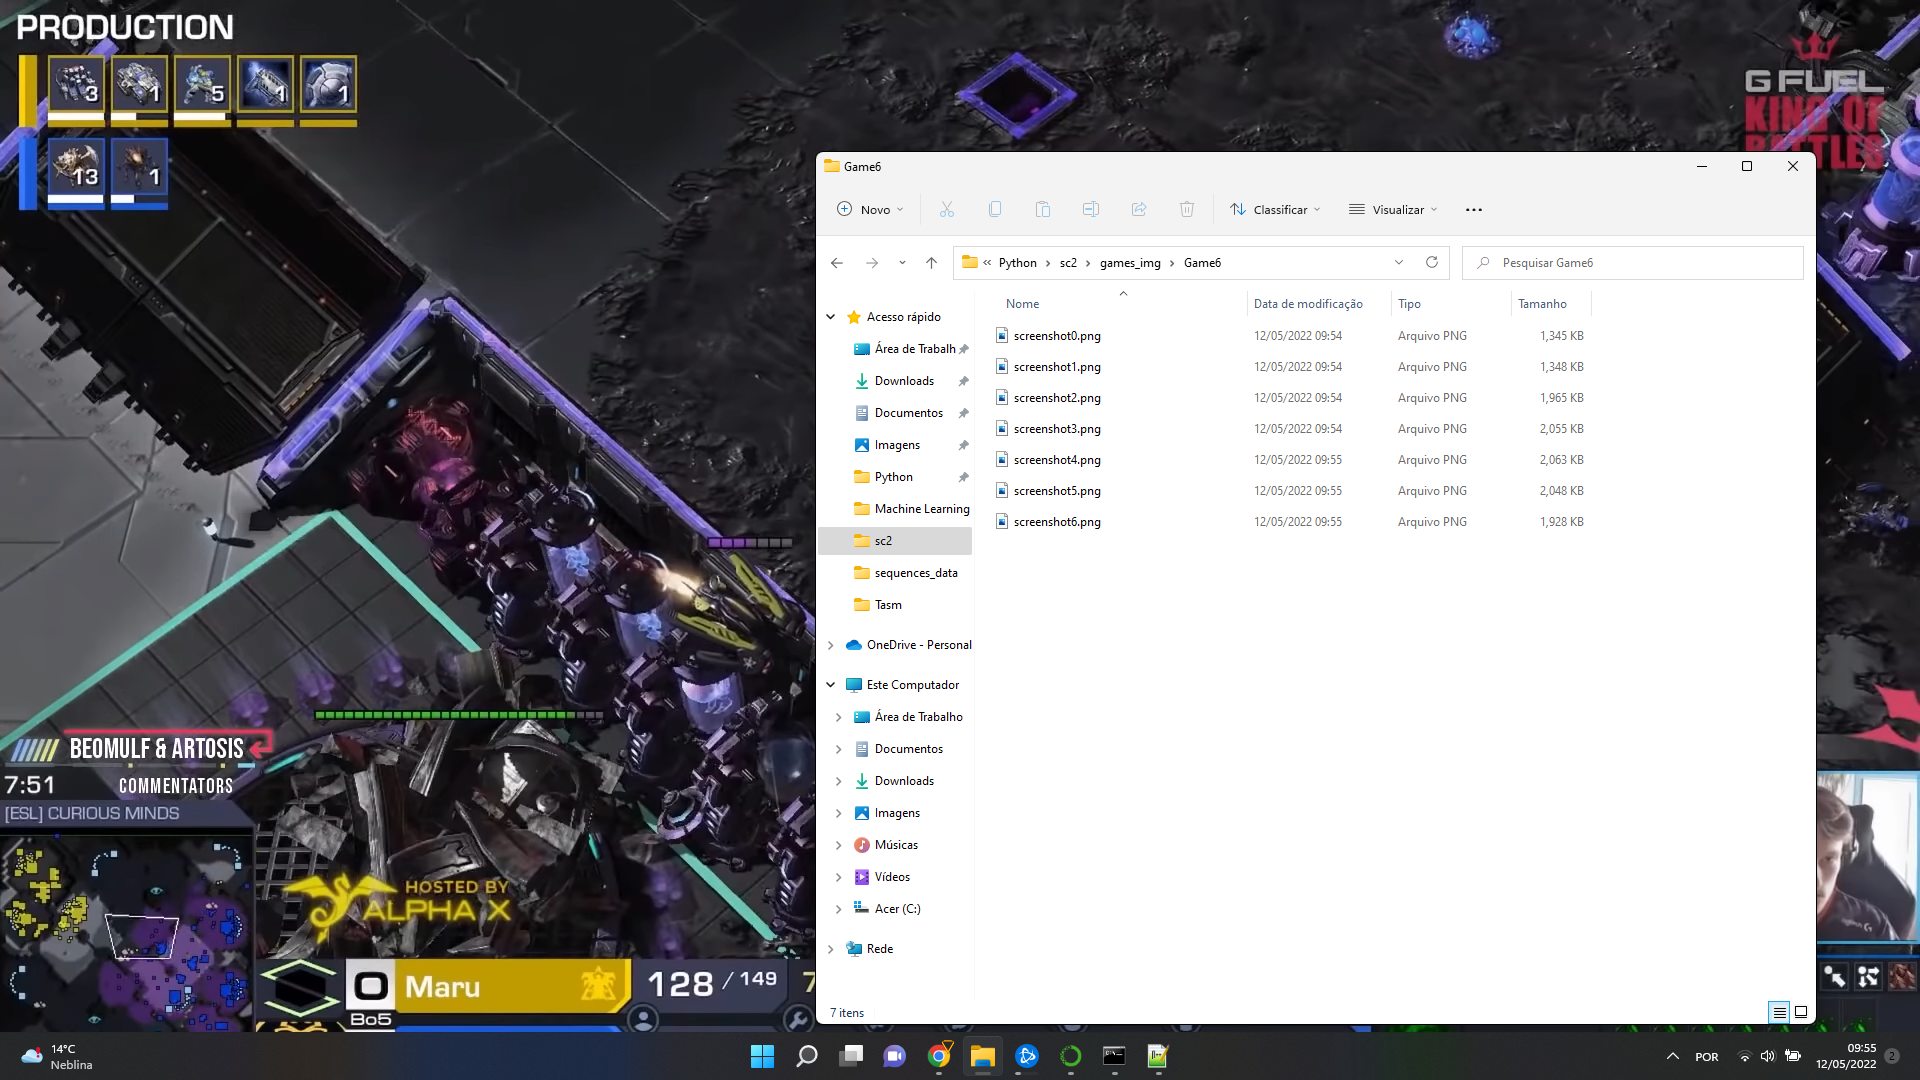 PRODUCTION
3 1 5 1 1
13 1
G FUEL
KING OF
BATTLES
Game6
Novo
Classificar
Visualizar
« Python > sc2 > games_img > Game6
Pesquisar Game6
Nome Data de modificação Tipo Tamanho
screenshot0.png 12/05/2022 09:54 Arquivo PNG 1,345 KB
screenshot1.png 12/05/2022 09:54 Arquivo PNG 1,348 KB
screenshot2.png 12/05/2022 09:54 Arquivo PNG 1,965 KB
screenshot3.png 12/05/2022 09:54 Arquivo PNG 2,055 KB
screenshot4.png 12/05/2022 09:55 Arquivo PNG 2,063 KB
screenshot5.png 12/05/2022 09:55 Arquivo PNG 2,048 KB
screenshot6.png 12/05/2022 09:55 Arquivo PNG 1,928 KB
Acesso rápido
Área de Trabalh
Downloads
Documentos
Imagens
Python
Machine Learning
sc2
sequences_data
Tasm
OneDrive - Personal
Este Computador
Área de Trabalho
Documentos
Downloads
Imagens
Músicas
Vídeos
Acer (C:)
Rede
7 itens
BEOMULF & ARTOSIS
COMMENTATORS
7:51
[ESL] CURIOUS MINDS
HOSTED BY
ALPHA X
0 Maru 128 / 149 7
Bo5
14°C
Neblina
POR
09:55
12/05/2022
2